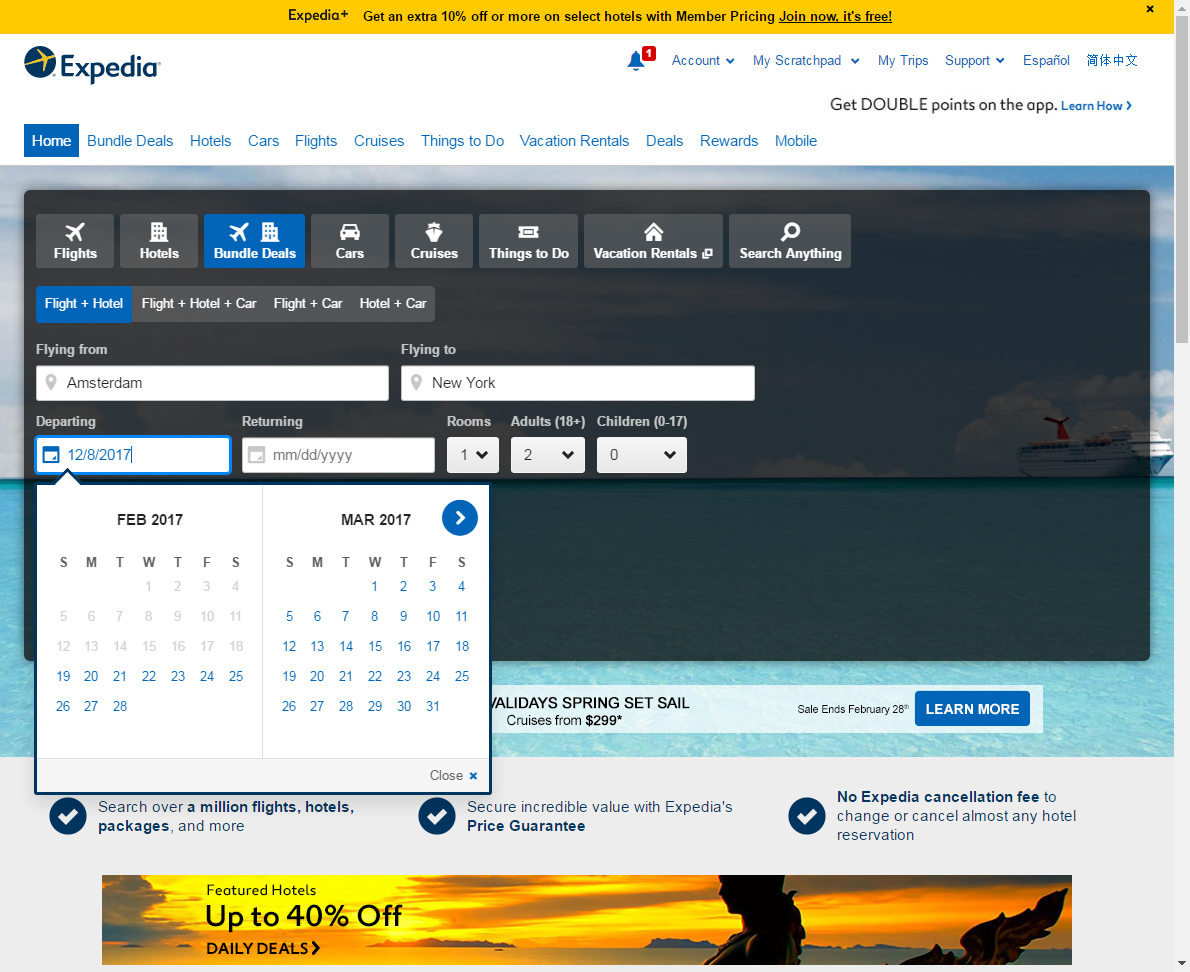 Expedia+ Get an extra 10% off or more on select hotels with Member Pricing Join now, it's free!
Expedia
1 Account My Scratchpad My Trips Support Español 简体中文
Get DOUBLE points on the app. Learn How
Home Bundle Deals Hotels Cars Flights Cruises Things to Do Vacation Rentals Deals Rewards Mobile
Flights Hotels Bundle Deals Cars Cruises Things to Do Vacation Rentals Search Anything
Flight + Hotel Flight + Hotel + Car Flight + Car Hotel + Car
Flying from Flying to
Amsterdam New York
Departing Returning Rooms Adults (18+) Children (0-17)
12/8/2017 mm/dd/yyyy 1 2 0
FEB 2017 MAR 2017
S M T W T F S S M T W T F S
1 2 3 4 1 2 3 4
5 6 7 8 9 10 11 5 6 7 8 9 10 11
12 13 14 15 16 17 18 12 13 14 15 16 17 18
19 20 21 22 23 24 25 19 20 21 22 23 24 25
26 27 28 26 27 28 29 30 31
VALIDAYS SPRING SET SAIL
Cruises from $299*
Sale Ends February 28th LEARN MORE
Close
Search over a million flights, hotels,
packages, and more
Secure incredible value with Expedia's
Price Guarantee
No Expedia cancellation fee to
change or cancel almost any hotel
reservation
Featured Hotels
Up to 40% Off
DAILY DEALS